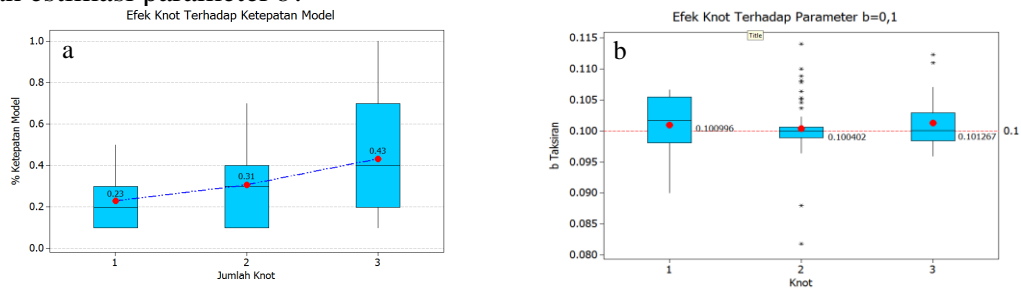 estimasi parameter
Efek Knot Terhadap Ketepatan Model
a
1.0
0.8
0.6
0.4
0.2
0.0
% Ketepatan Model
0.23
0.31
0.43
1 2 3
Jumlah Knot
Efek Knot Terhadap Parameter b=0,1
Title
b
0.115
0.110
0.105
0.100
0.095
0.090
0.085
0.080
b Taksiran
0.100996
0.100402
0.101267
0.1
1 2 3
Knot